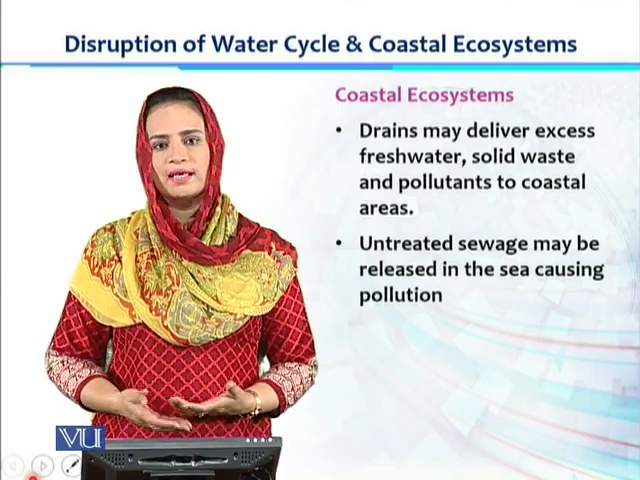 Disruption of Water Cycle & Coastal Ecosystems
Coastal Ecosystems
• Drains may deliver excess
freshwater, solid waste
and pollutants to coastal
areas.
• Untreated sewage may be
released in the sea causing
pollution
VU